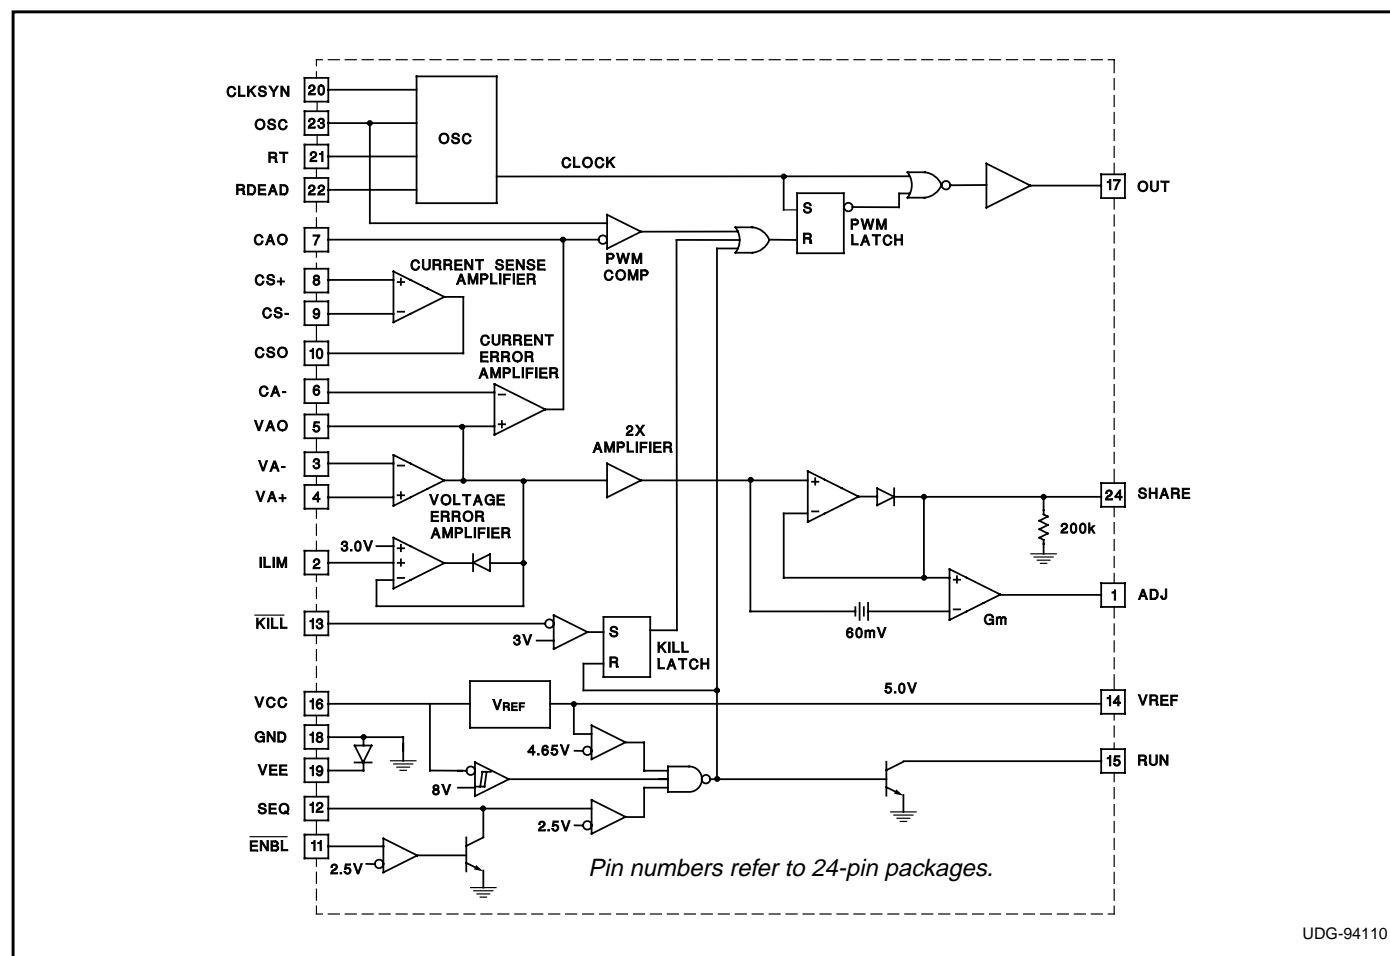 CLKSYN 20
OSC 23
RT 21
RDEAD 22
CAO 7
CS+ 8
CS- 9
CSO 10
CA- 6
VAO 5
VA- 3
VA+ 4
ILIM 2
KILL 13
VCC 16
GND 18
VEE 19
SEQ 12
ENBL 11
OSC
CLOCK
S
R
PWM
LATCH
17 OUT
PWM
COMP
CURRENT SENSE
AMPLIFIER
+
−
CURRENT
ERROR
AMPLIFIER
−
+
2X
AMPLIFIER
−
+
VOLTAGE
ERROR
AMPLIFIER
3.0V
+
+
−
+
−
24 SHARE
200k
+
−
Gm
60mV
1 ADJ
3V
S
R
KILL
LATCH
VREF
5.0V
14 VREF
4.65V
8V
2.5V
15 RUN
2.5V
Pin numbers refer to 24-pin packages.
UDG-94110